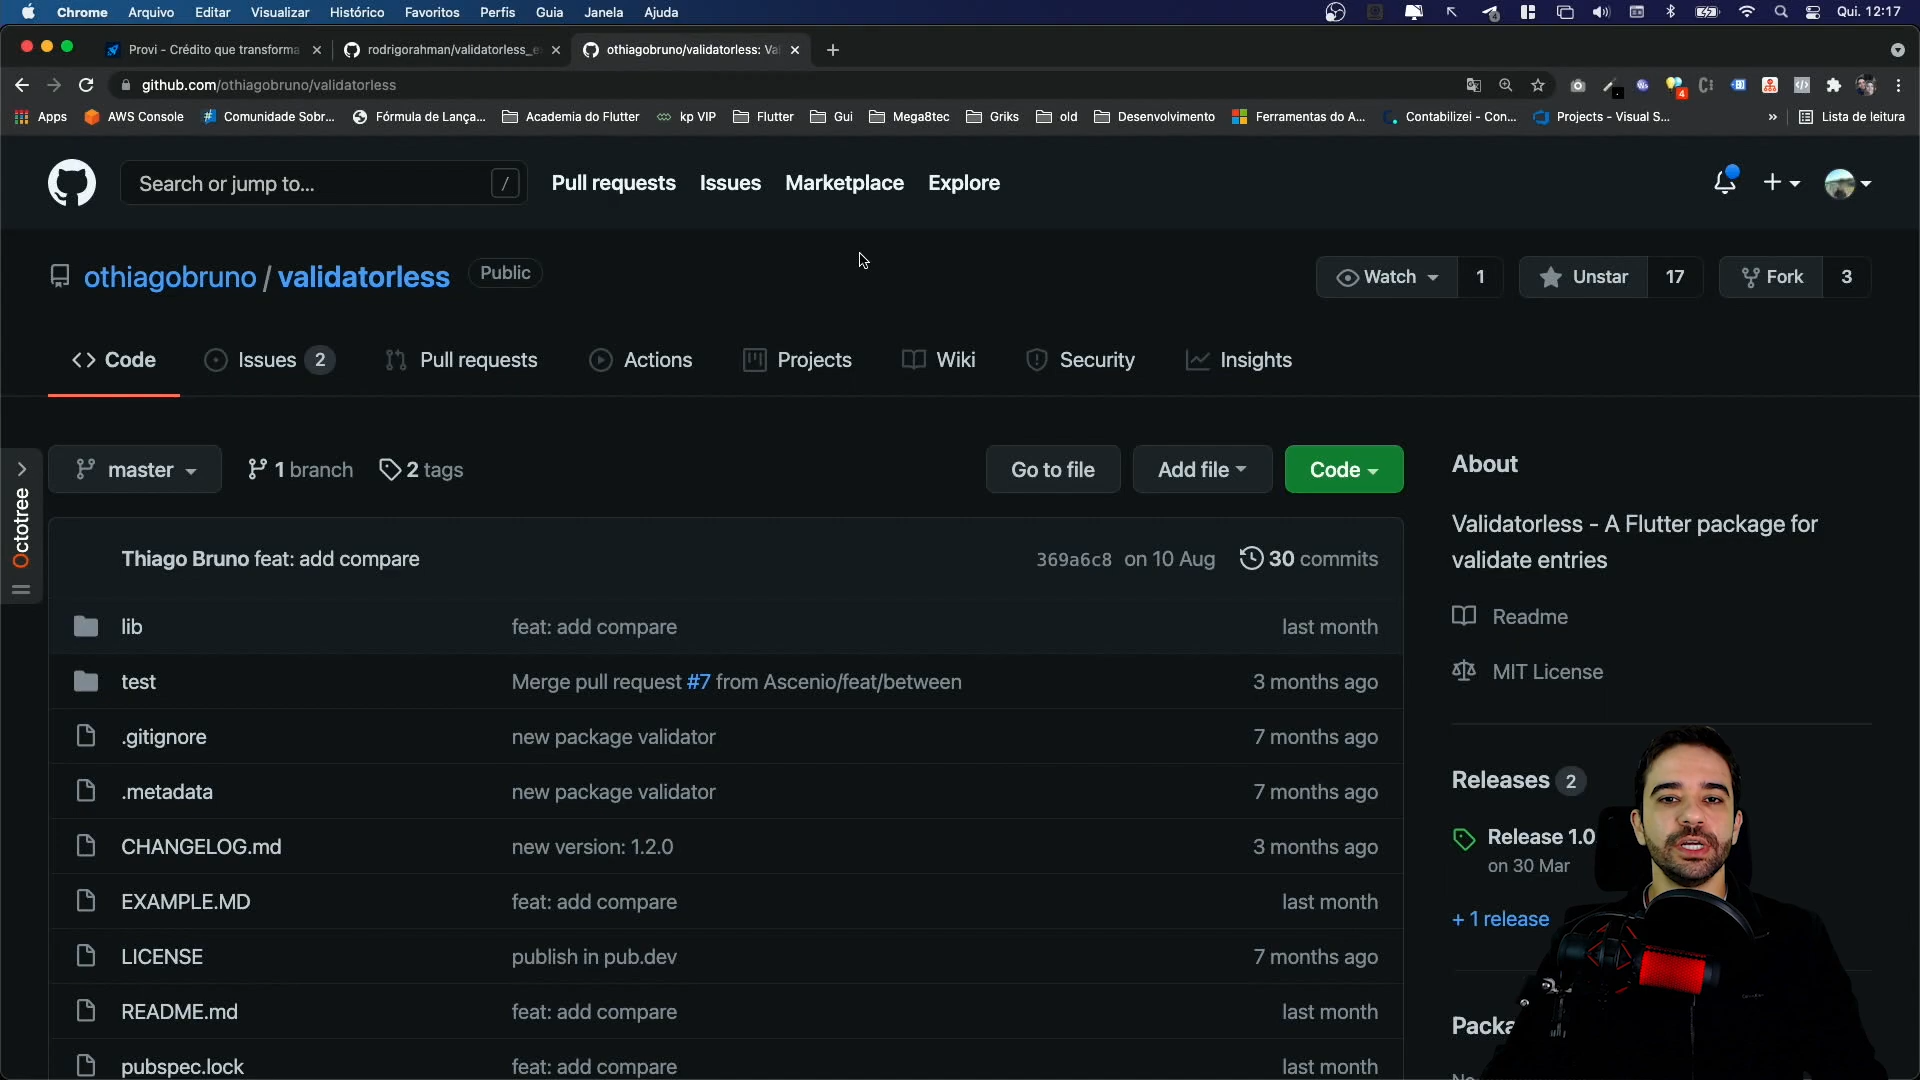 Chrome Arquivo Editar Visualizar Histórico Favoritos Perfis Guia Janela Ajuda
4
Qui. 12:17
Provi - Crédito que transforma
rodrigorahman/validatorless_e
othiagobruno/validatorless: Va
github.com/othiagobruno/validatorless
4
Apps
AWS Console
Comunidade Sobr...
Fórmula de Lança...
Academia do Flutter
kp VIP
Flutter
Gui
Mega8tec
Griks
old
Desenvolvimento
Ferramentas do A...
Contabilizei - Con...
Projects - Visual S...
»
Lista de leitura
Search or jump to...
/
Pull requests
Issues
Marketplace
Explore
othiagobruno / validatorless
Public
Watch
1
Unstar
17
Fork
3
Code
Issues 2
Pull requests
Actions
Projects
Wiki
Security
Insights
Octotree
master
1 branch
2 tags
Go to file
Add file
Code
Thiago Bruno feat: add compare
369a6c8 on 10 Aug
30 commits
lib feat: add compare last month
test Merge pull request #7 from Ascenio/feat/between 3 months ago
.gitignore new package validator 7 months ago
.metadata new package validator 7 months ago
CHANGELOG.md new version: 1.2.0 3 months ago
EXAMPLE.MD feat: add compare last month
LICENSE publish in pub.dev 7 months ago
README.md feat: add compare last month
pubspec.lock feat: add compare last month
About
Validatorless - A Flutter package for
validate entries
Readme
MIT License
Releases 2
Release 1.0
on 30 Mar
+ 1 release
Packa